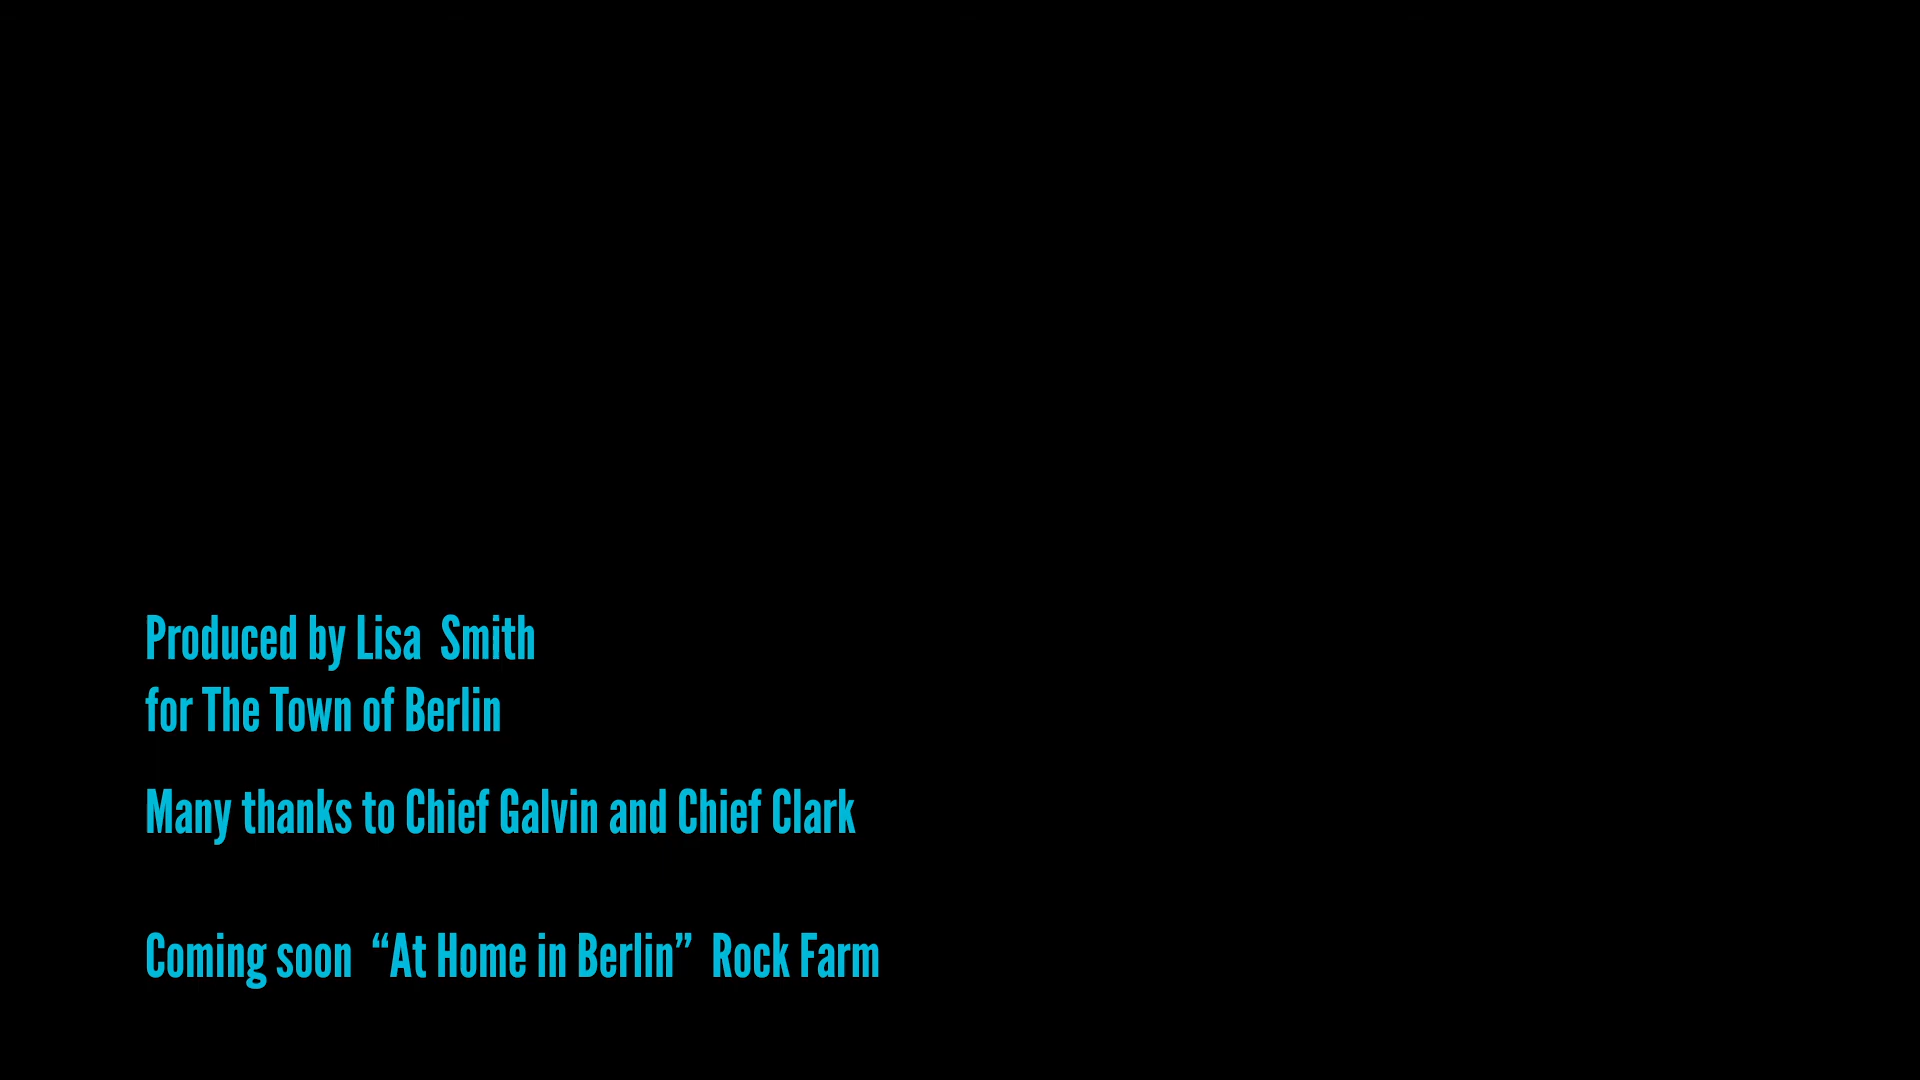 Produced by Lisa  Smith
for The Town of Berlin
Many thanks to Chief Galvin and Chief Clark
Coming soon  “At Home in Berlin”  Rock Farm